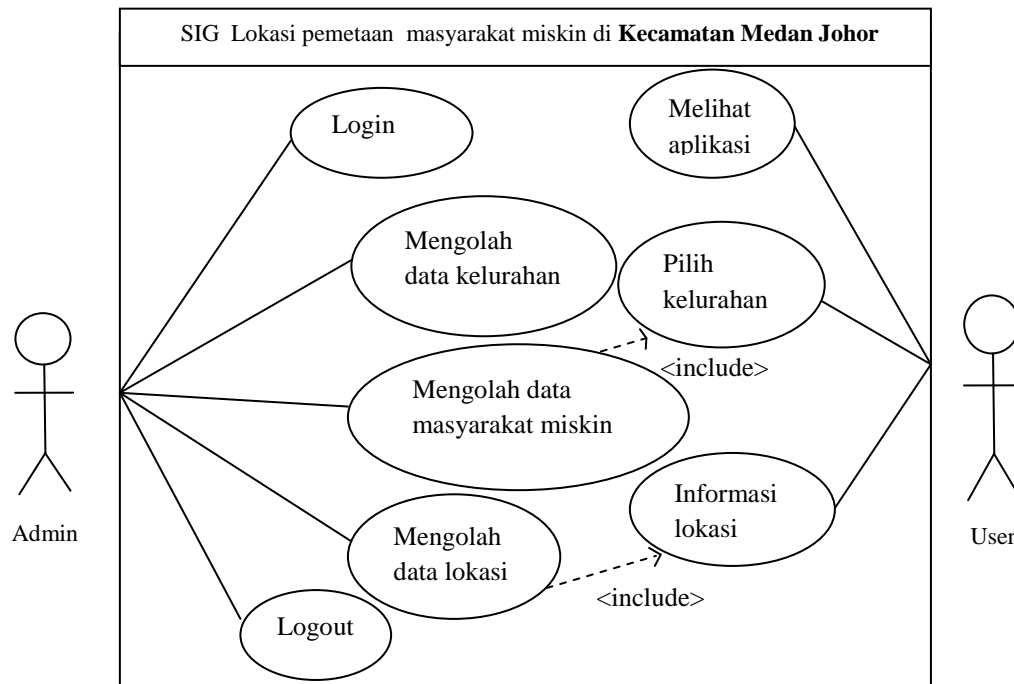 SIG Lokasi pemetaan masyarakat miskin di Kecamatan Medan Johor
Login
Melihat
aplikasi
Mengolah
data kelurahan
Pilih
kelurahan
<include>
Mengolah data
masyarakat miskin
Informasi
lokasi
Admin
User
Mengolah
data lokasi
<include>
Logout